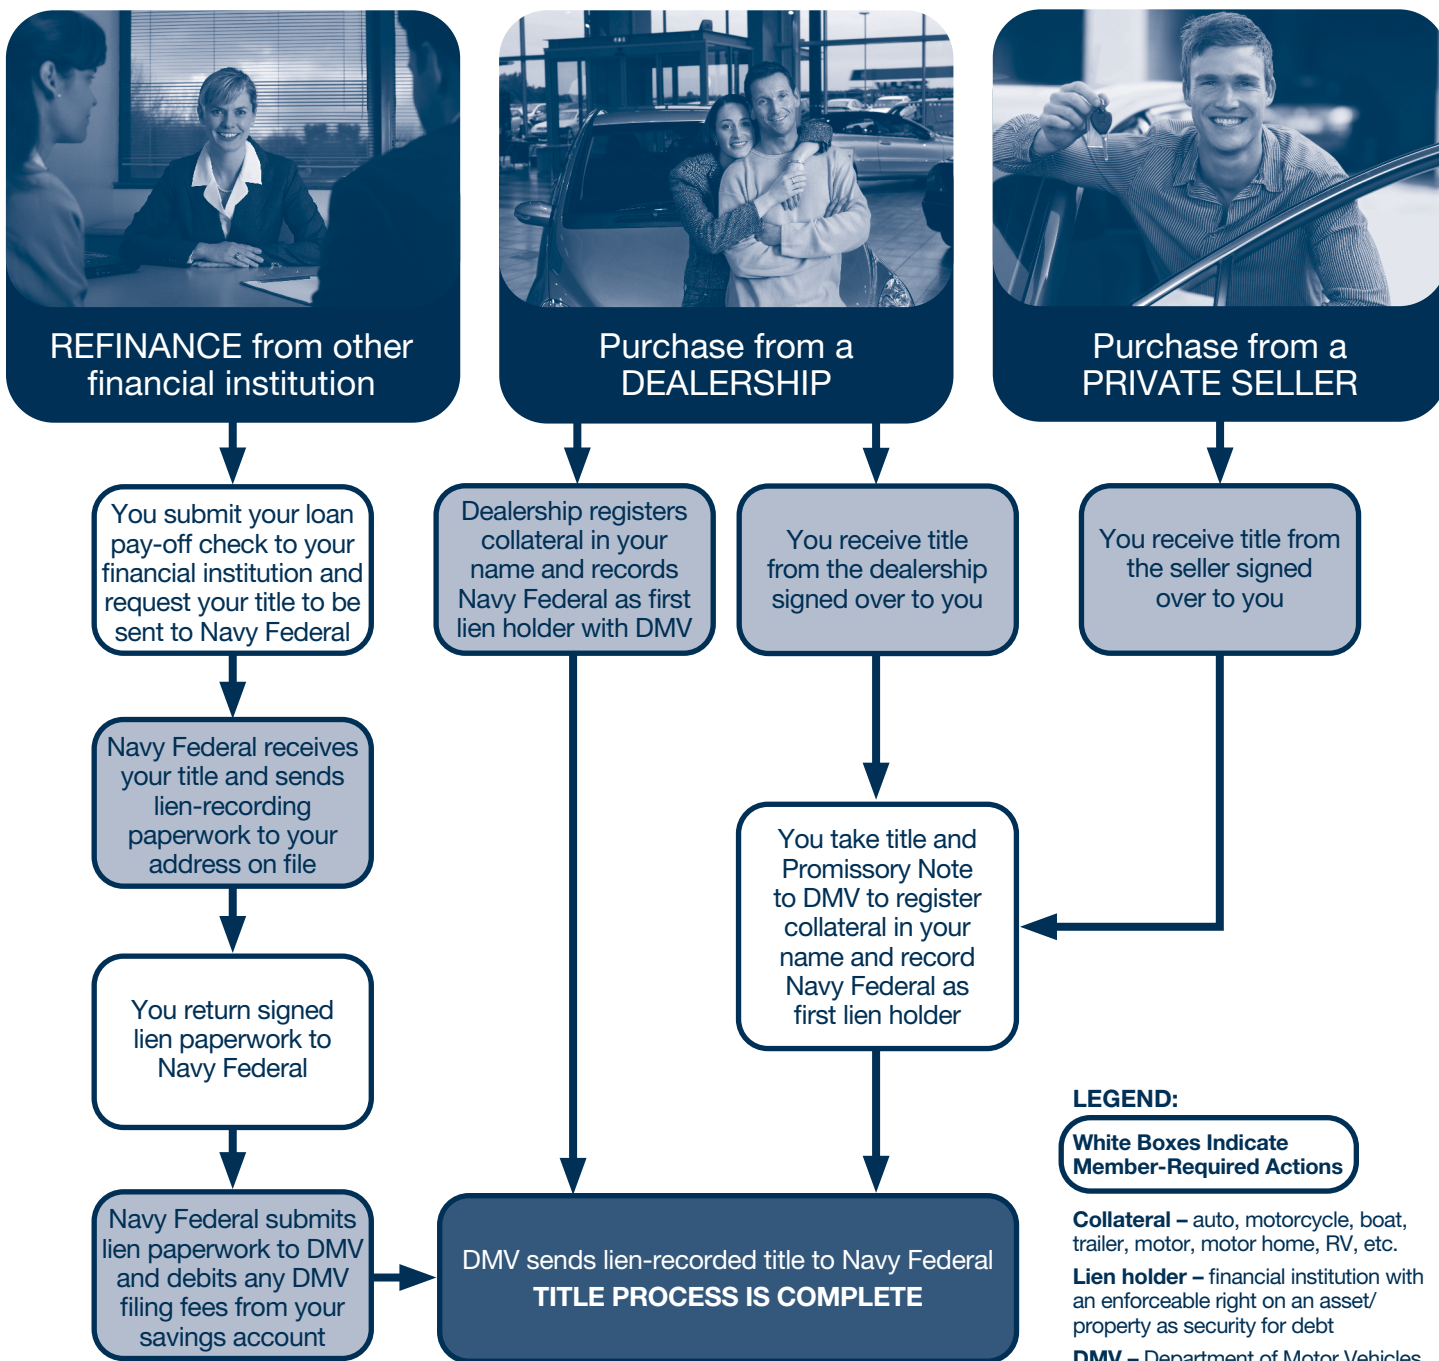 REFINANCE from other
financial institution
Purchase from a
DEALERSHIP
Purchase from a
PRIVATE SELLER
You submit your loan
pay-off check to your
financial institution and
request your title to be
sent to Navy Federal
Dealership registers
collateral in your
name and records
Navy Federal as first
lien holder with DMV
You receive title
from the dealership
signed over to you
You receive title from
the seller signed
over to you
Navy Federal receives
your title and sends
lien-recording
paperwork to your
address on file
You take title and
Promissory Note
to DMV to register
collateral in your
name and record
Navy Federal as
first lien holder
You return signed
lien paperwork to
Navy Federal
Navy Federal submits
lien paperwork to DMV
and debits any DMV
filing fees from your
savings account
DMV sends lien-recorded title to Navy Federal
TITLE PROCESS IS COMPLETE
LEGEND:
White Boxes Indicate
Member-Required Actions
Collateral – auto, motorcycle, boat,
trailer, motor, motor home, RV, etc.
Lien holder – financial institution with
an enforceable right on an asset/
property as security for debt
DMV – Department of Motor Vehicles